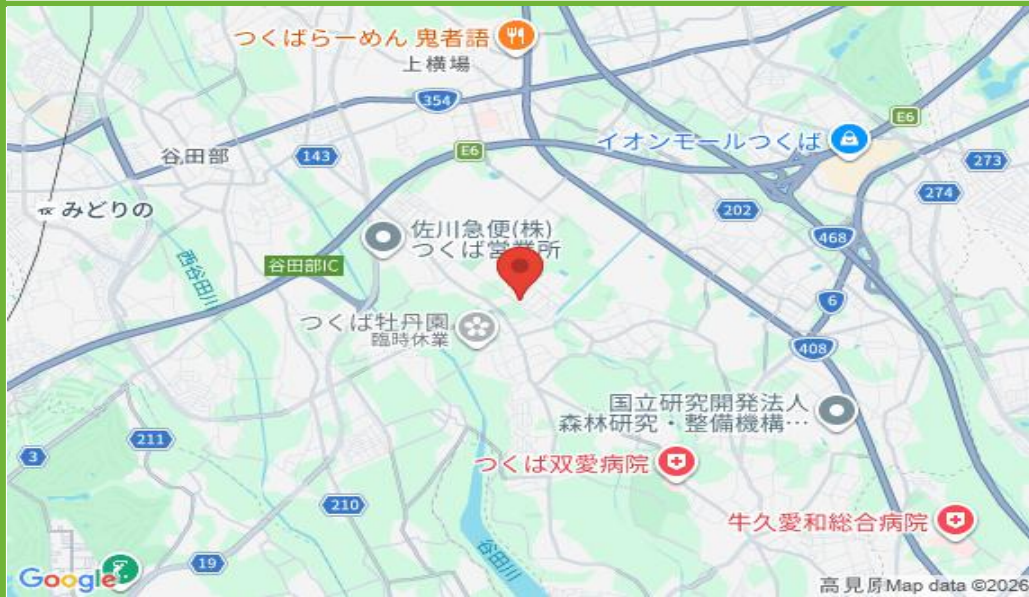 つくばらーめん 鬼者語
上横場
354
E6
イオンモールつくば
E6
谷田部
143
273
274
みどりの
202
佐川急便(株)
つくば営業所
468
谷田部IC
西谷田川
6
つくば牡丹園
臨時休業
408
国立研究開発法人
森林研究・整備機構…
211
3
つくば双愛病院
210
牛久愛和総合病院
谷田川
19
Google
高見原
Map data ©2026